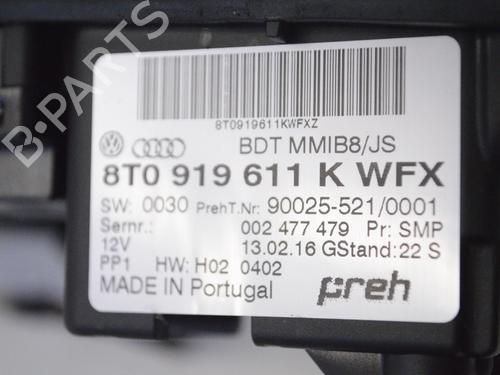 B-PARTS
8T0919611KWFXZ
BDT MMIB8/JS
8T0 919 611 K WFX
SW: 0030 PrehT.Nr: 90025-521/0001
Sernr.: 002 477 479 Pr: SMP
12V 13.02.16 GStand: 22 S
PP1 HW: H02 0402
MADE IN Portugal preh